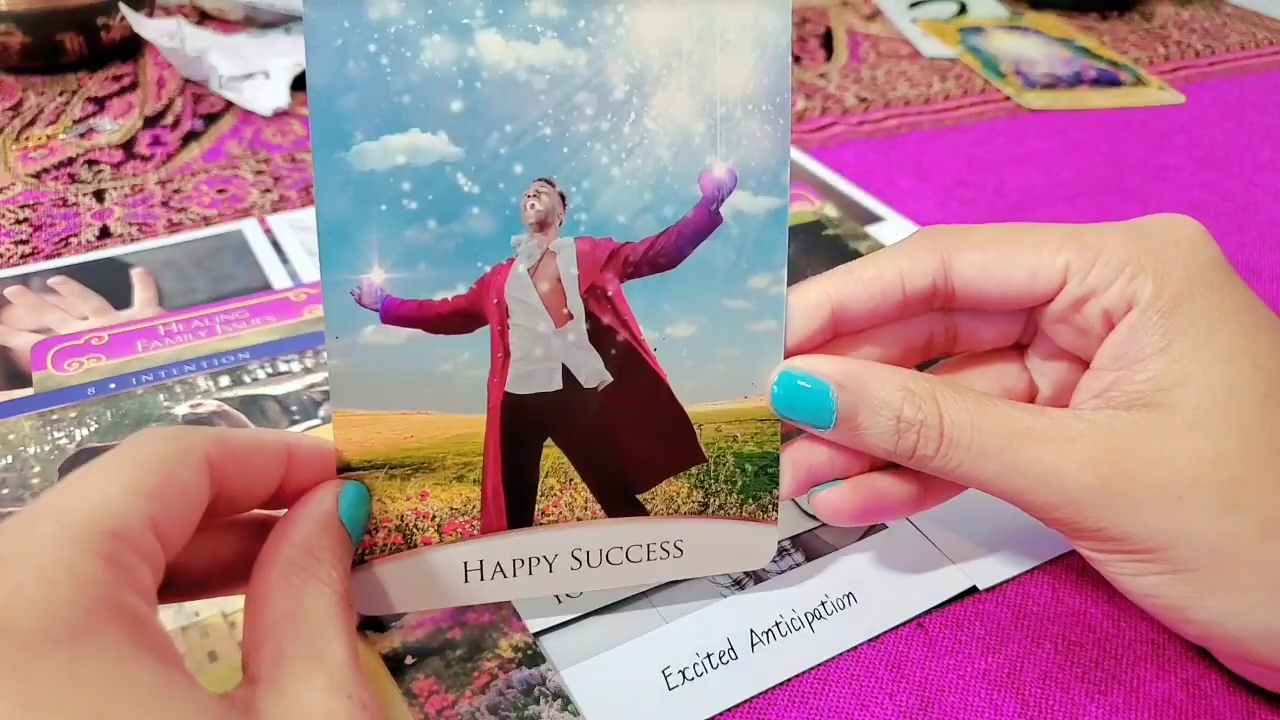 HEALING
FAMILY ISSUES
8 • INTENTION
HAPPY SUCCESS
Excited Anticipation